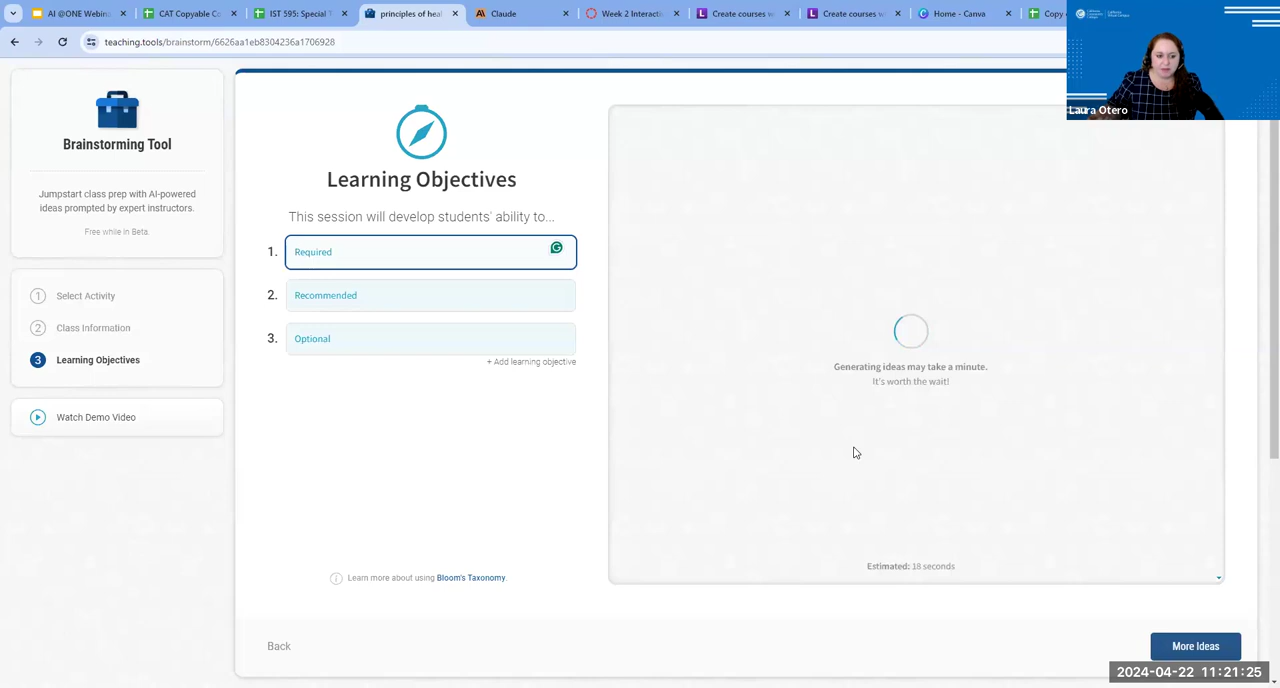 AI @ONE Webin
CAT Copyable C
IST 595: Special T
principles of heal
Claude
Week 2 Interacti
Create courses w
Create courses w
Home - Canva
Copy
teaching.tools/brainstorm/6626aa1eb8304236a1706928
Laura Otero
Brainstorming Tool
Jumpstart class prep with AI-powered
ideas prompted by expert instructors.
Free while in Beta.
1 Select Activity
2 Class Information
3 Learning Objectives
Watch Demo Video
Learning Objectives
This session will develop students' ability to...
1. Required
2. Recommended
3. Optional
+ Add learning objective
Learn more about using Bloom's Taxonomy.
Generating ideas may take a minute.
It's worth the wait!
Estimated: 18 seconds
Back
More Ideas
2024-04-22 11:21:25